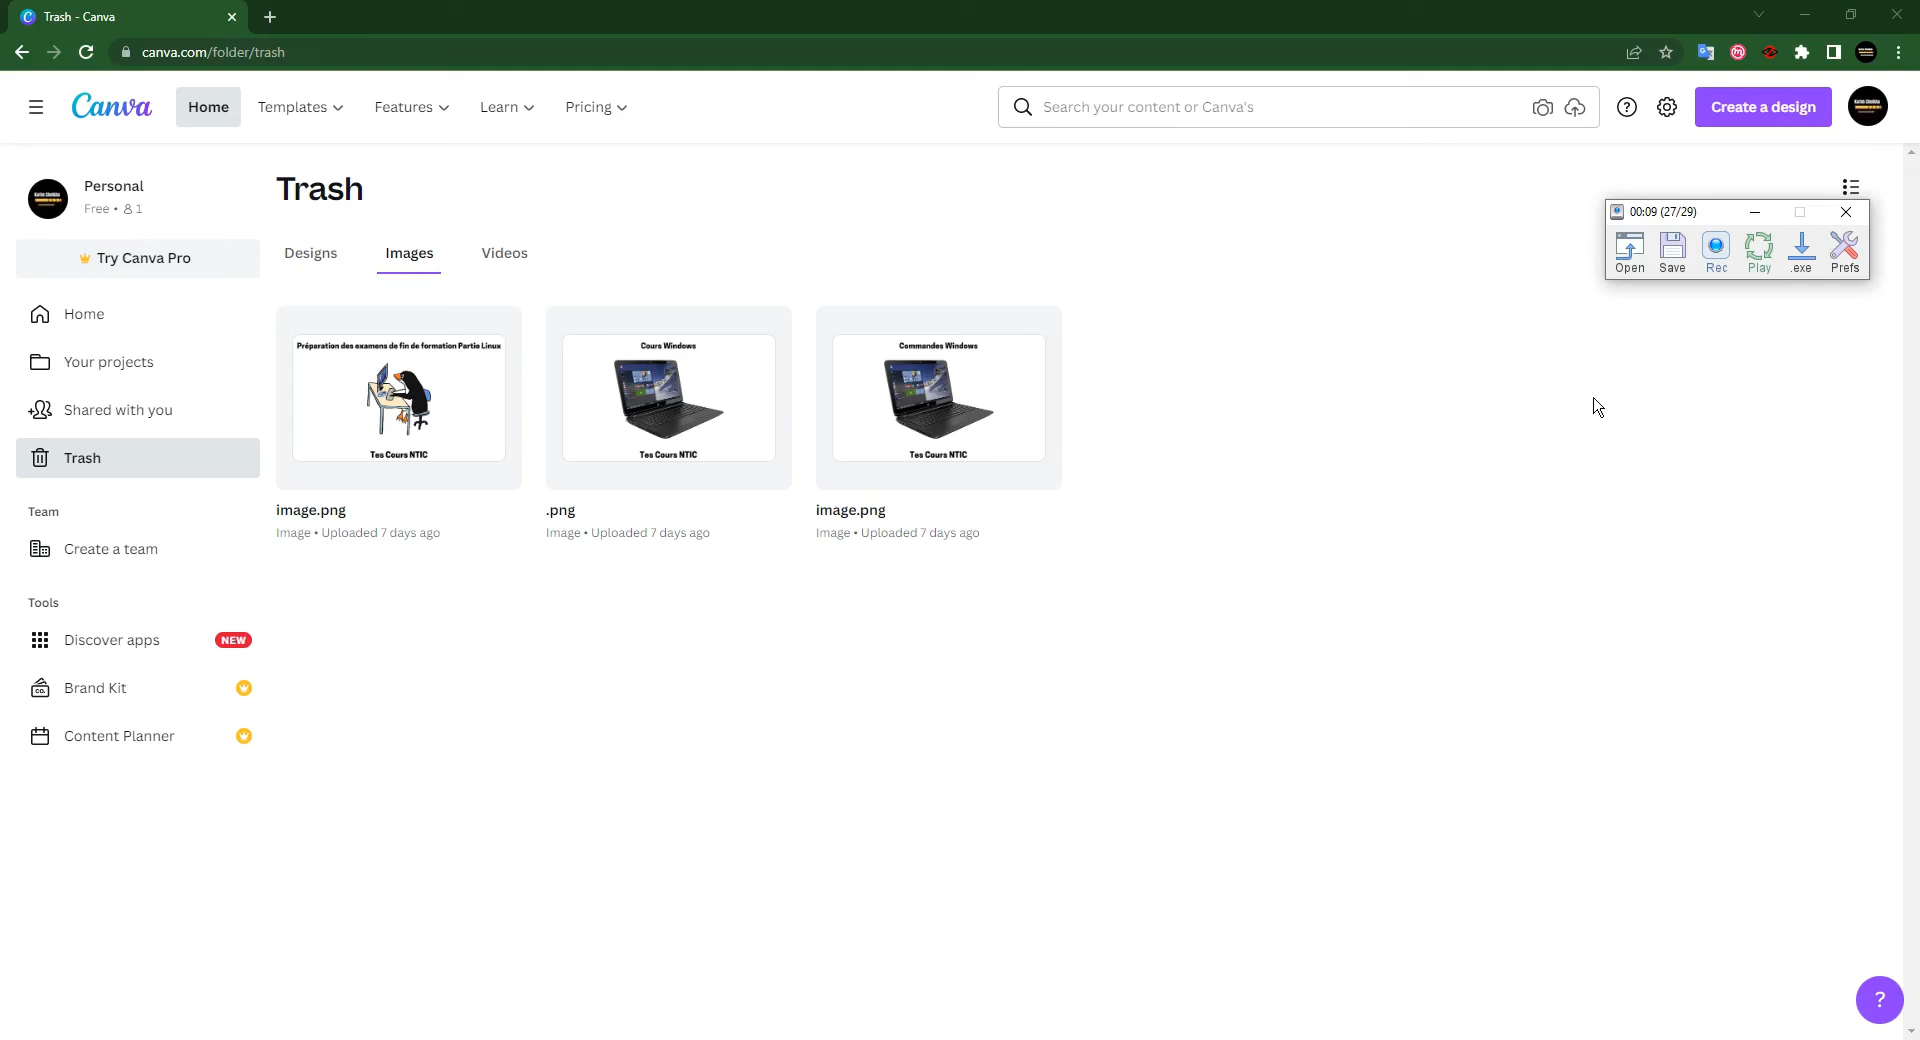 Trash - Canva
canva.com/folder/trash
Canva
Home
Templates
Features
Learn
Pricing
Search your content or Canva's
Create a design
Personal
Free • 1
Try Canva Pro
Home
Your projects
Shared with you
Trash
Team
Create a team
Tools
Discover apps
NEW
Brand Kit
Content Planner
Trash
00:09 (27/29)
Open
Save
Rec
Play
.exe
Prefs
Designs
Images
Videos
Préparation des examens de fin de formation Partie Linux
Tes Cours NTIC
image.png
Image • Uploaded 7 days ago
Cours Windows
Tes Cours NTIC
.png
Image • Uploaded 7 days ago
Commandes Windows
Tes Cours NTIC
image.png
Image • Uploaded 7 days ago
?